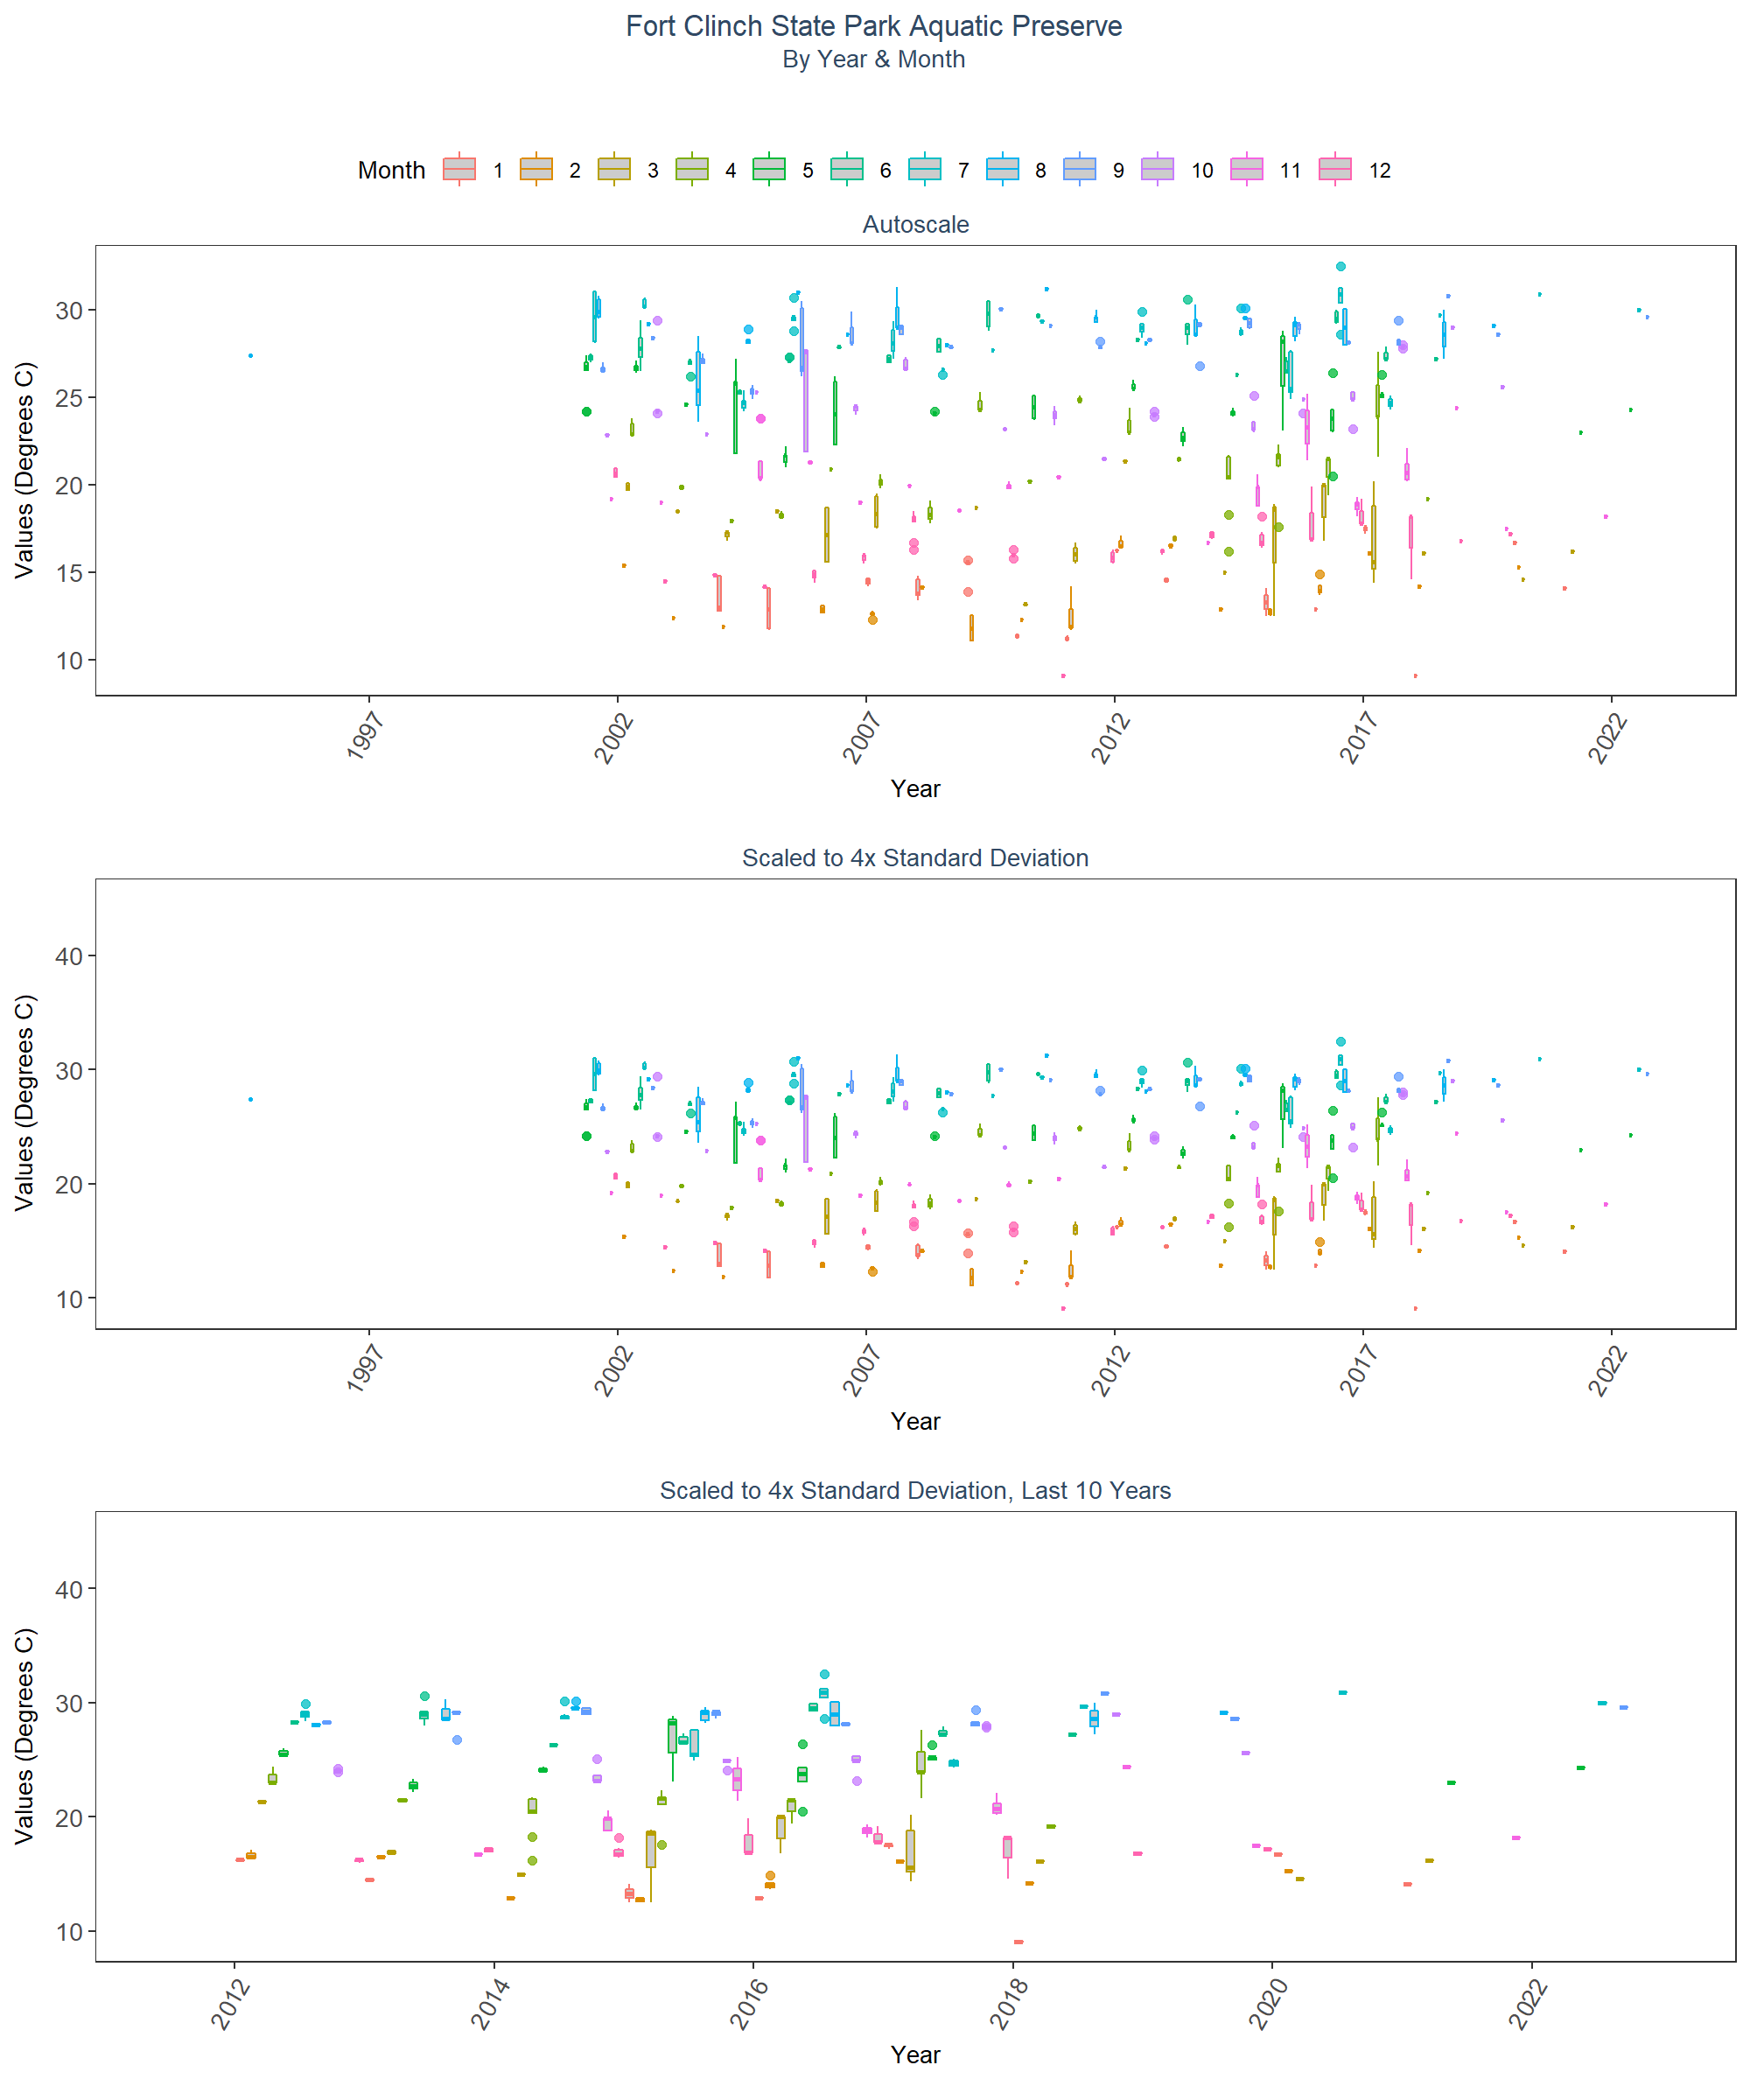 Fort Clinch State Park Aquatic Preserve
By Year & Month
Month 1 2 3 4 5 6 7 8 9 10 11 12
Autoscale
Values (Degrees C)
30
25
20
15
10
1997 2002 2007 2012 2017 2022
Year
Scaled to 4x Standard Deviation
Values (Degrees C)
40
30
20
10
1997 2002 2007 2012 2017 2022
Year
Scaled to 4x Standard Deviation, Last 10 Years
Values (Degrees C)
40
30
20
10
2012 2014 2016 2018 2020 2022
Year